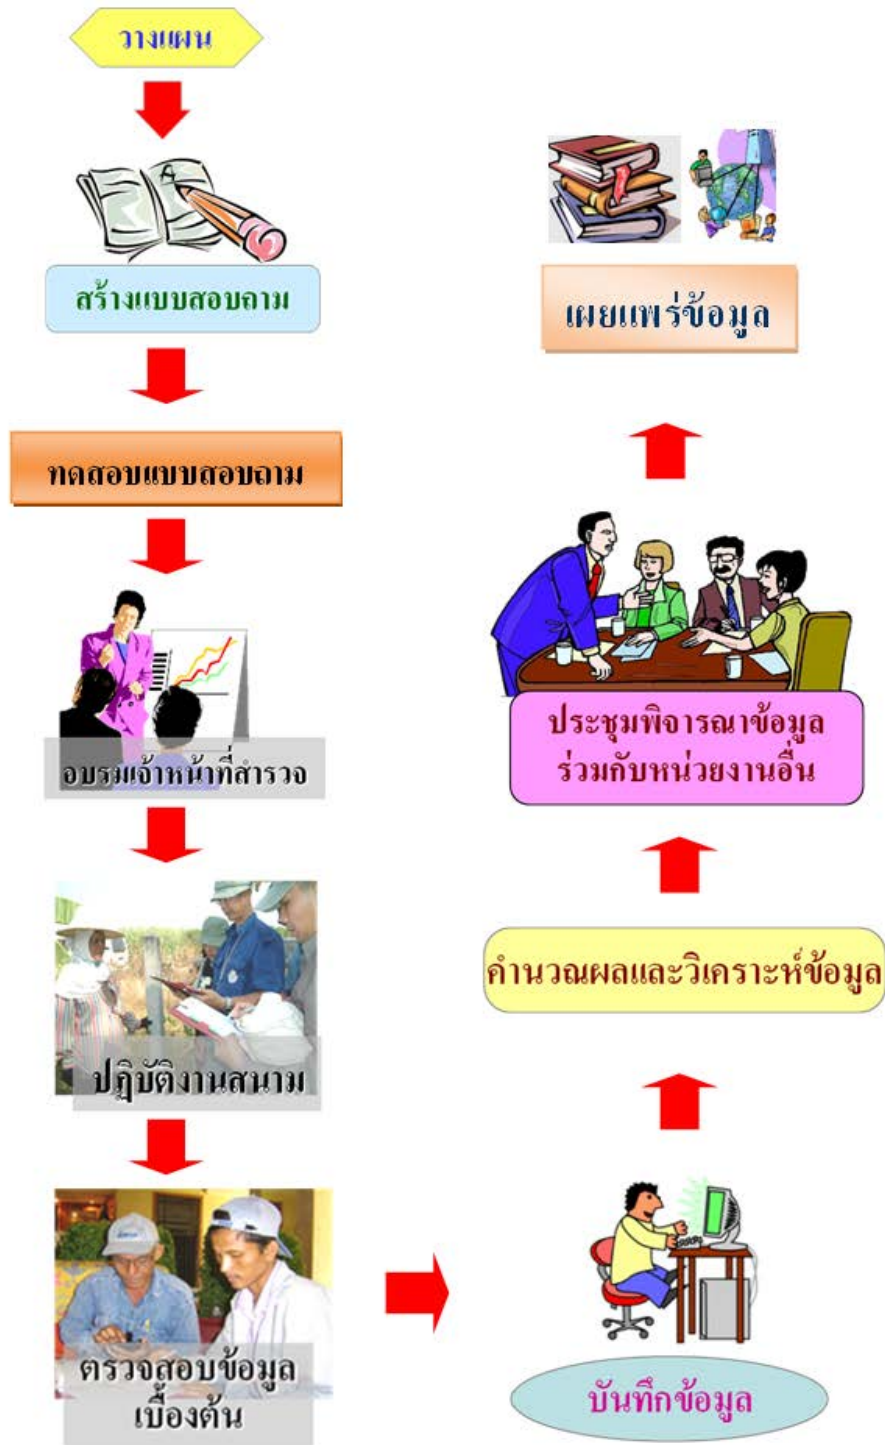 วางแผน
สร้างแบบสอบถาม
ทดสอบแบบสอบถาม
อบรมเจ้าหน้าที่สำรวจ
ปฏิบัติงานสนาม
ตรวจสอบข้อมูล
เบื้องต้น
บันทึกข้อมูล
คำนวณผลและวิเคราะห์ข้อมูล
ประชุมพิจารณาข้อมูล
ร่วมกับหน่วยงานอื่น
เผยแพร่ข้อมูล